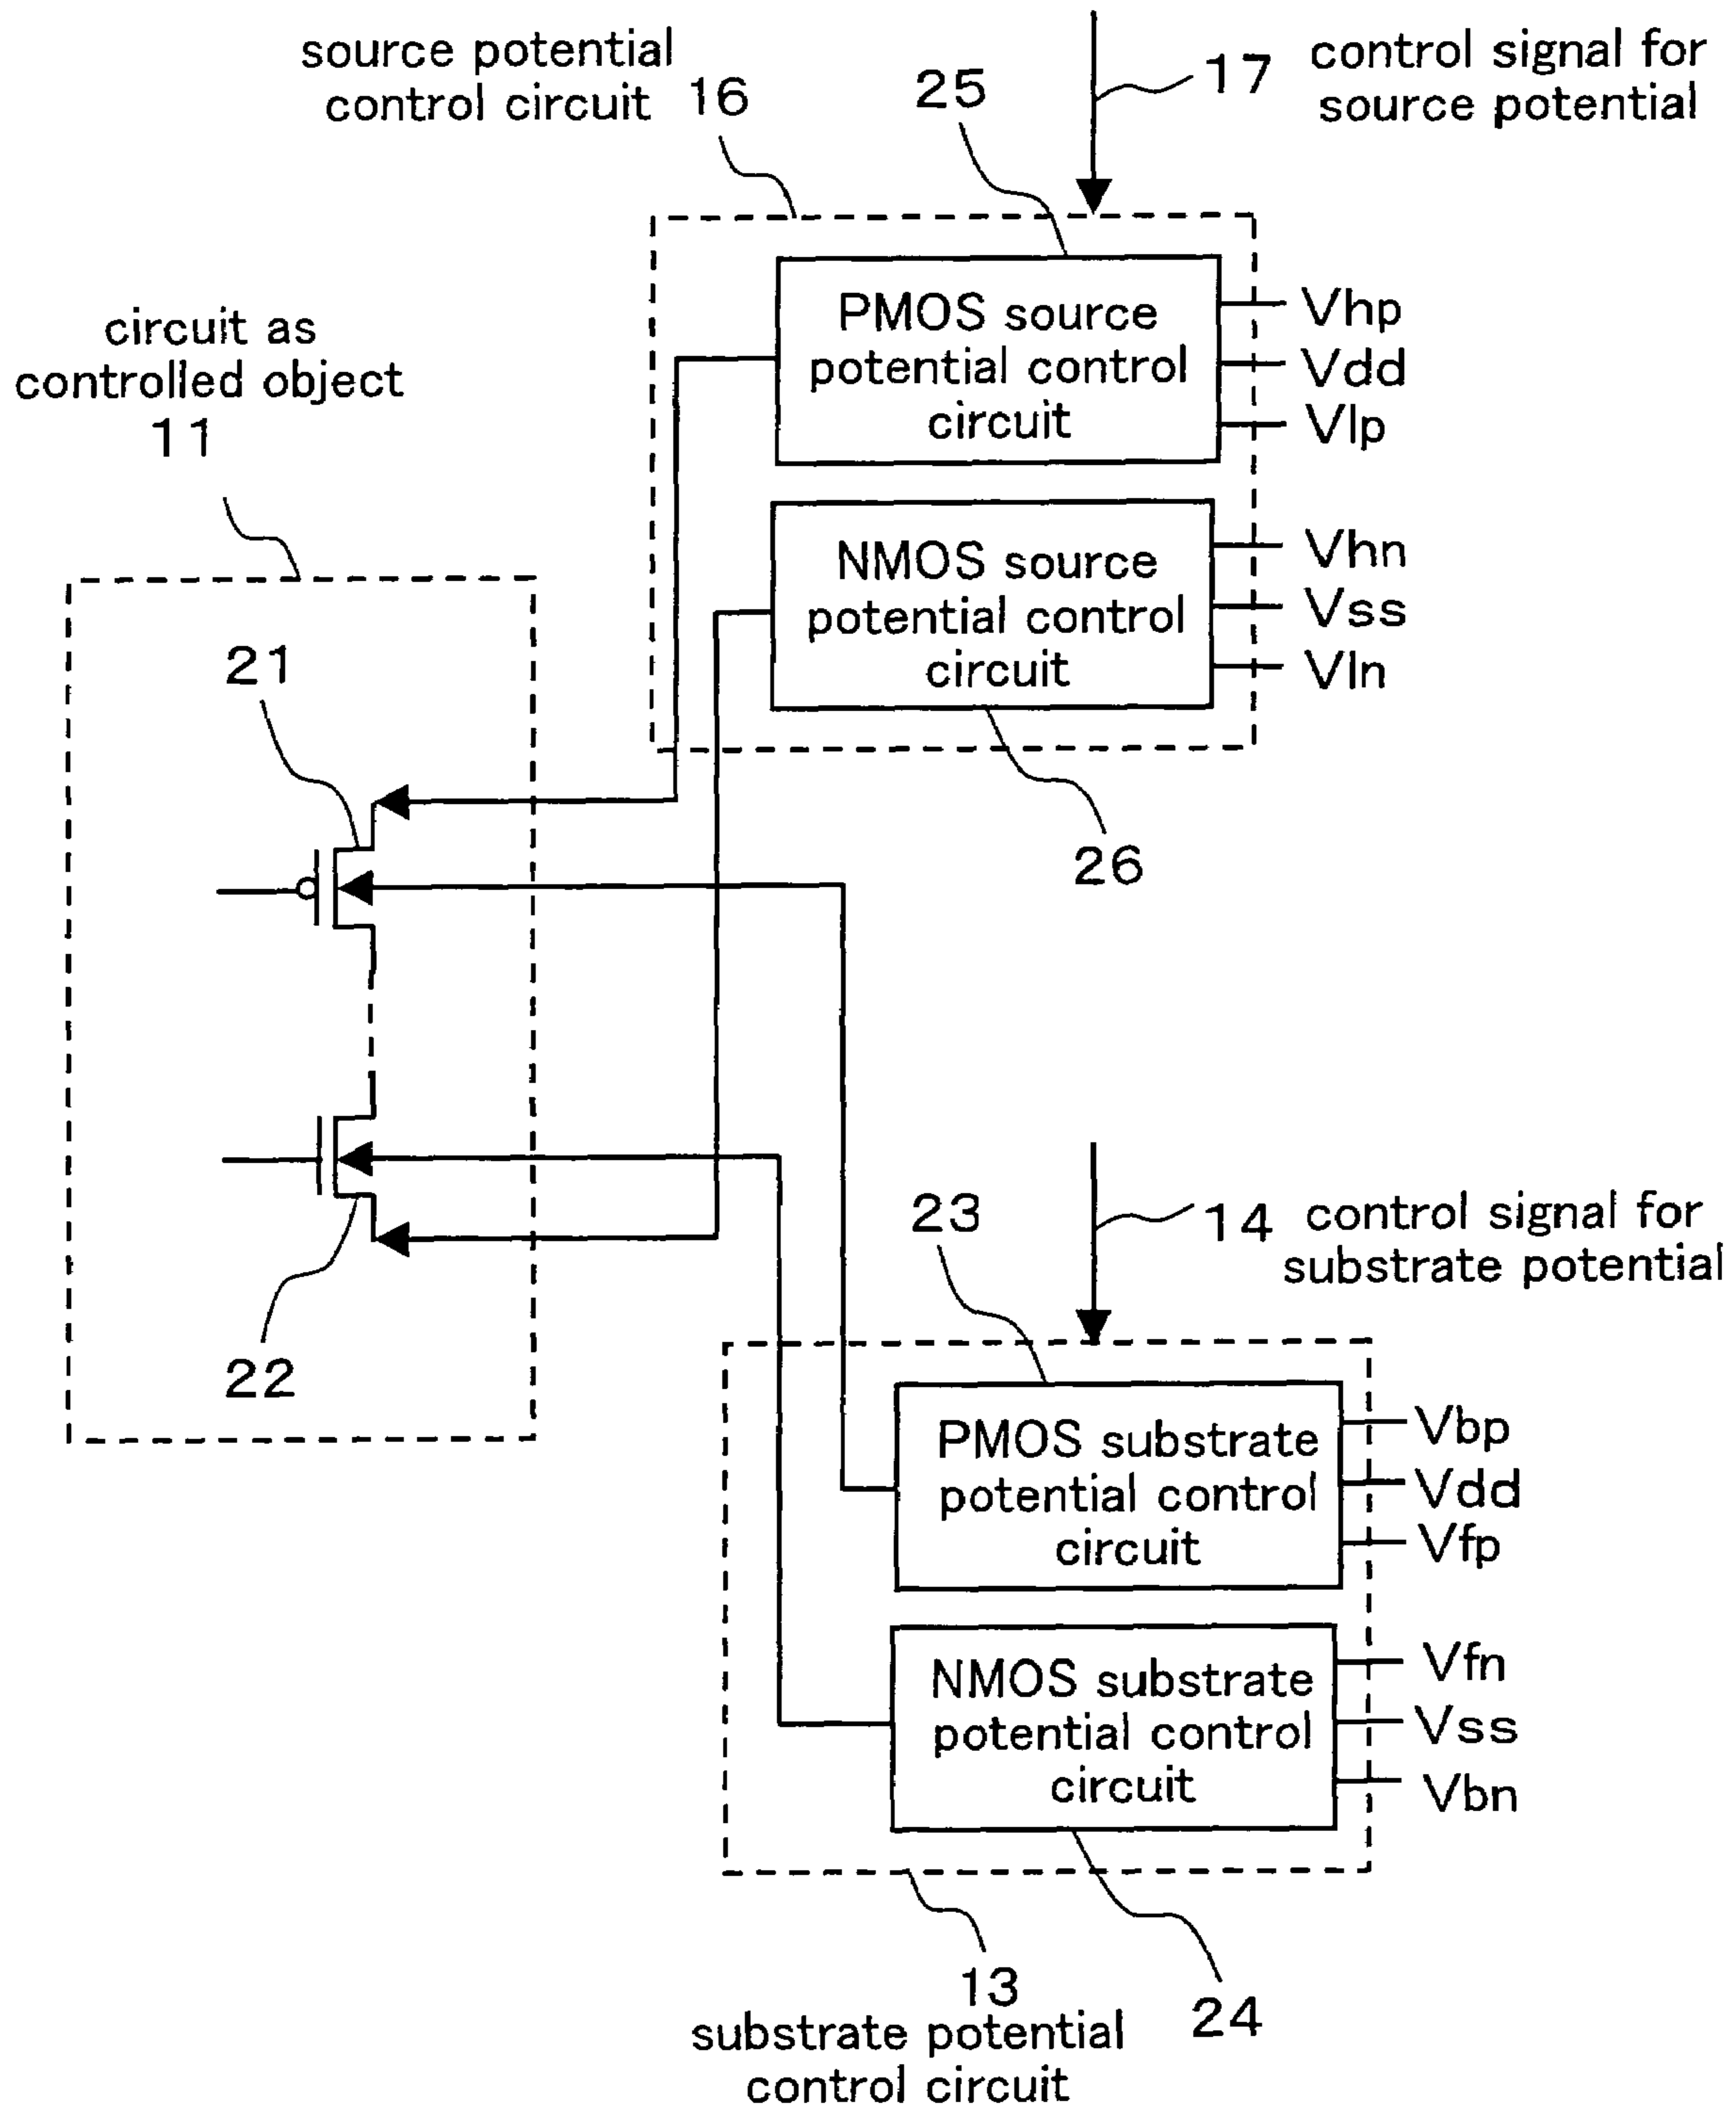 source potential
control circuit
16
25
17
control signal for
source potential
PMOS source
potential control
circuit
Vhp
Vdd
Vlp
circuit as
controlled object
11
NMOS source
potential control
circuit
Vhn
Vss
Vln
21
26
22
23
14
control signal for
substrate potential
PMOS substrate
potential control
circuit
Vbp
Vdd
Vfp
NMOS substrate
potential control
circuit
Vfn
Vss
Vbn
13
substrate potential
control circuit
24